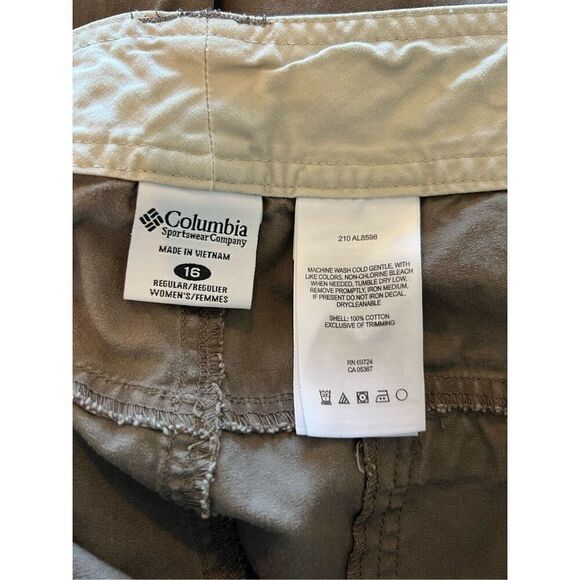 Columbia
Sportswear Company
MADE IN VIETNAM
16
REGULAR/REGULIER
WOMEN'S/FEMMES
210 AL8598
MACHINE WASH COLD GENTLE, WITH
LIKE COLORS, NON-CHLORINE BLEACH
WHEN NEEDED, TUMBLE DRY LOW,
REMOVE PROMPTLY, IRON MEDIUM,
IF PRESENT DO NOT IRON DECAL,
DRYCLEANABLE
SHELL: 100% COTTON
EXCLUSIVE OF TRIMMING
RN 69724
CA 05367